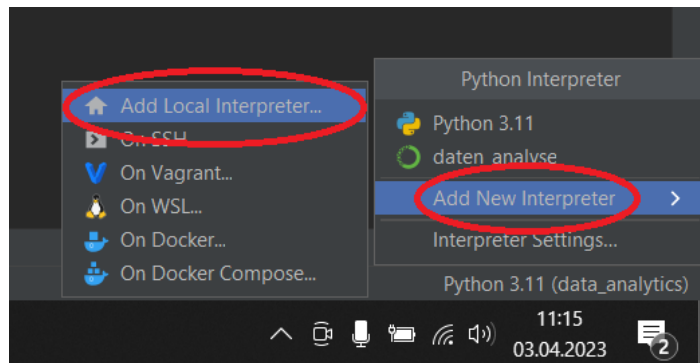 Python Interpreter
Python 3.11
daten_analyse
Add New Interpreter
Interpreter Settings...
Add Local Interpreter...
On SSH...
On Vagrant...
On WSL...
On Docker...
On Docker Compose...
Python 3.11 (data_analytics)
11:15
03.04.2023
2